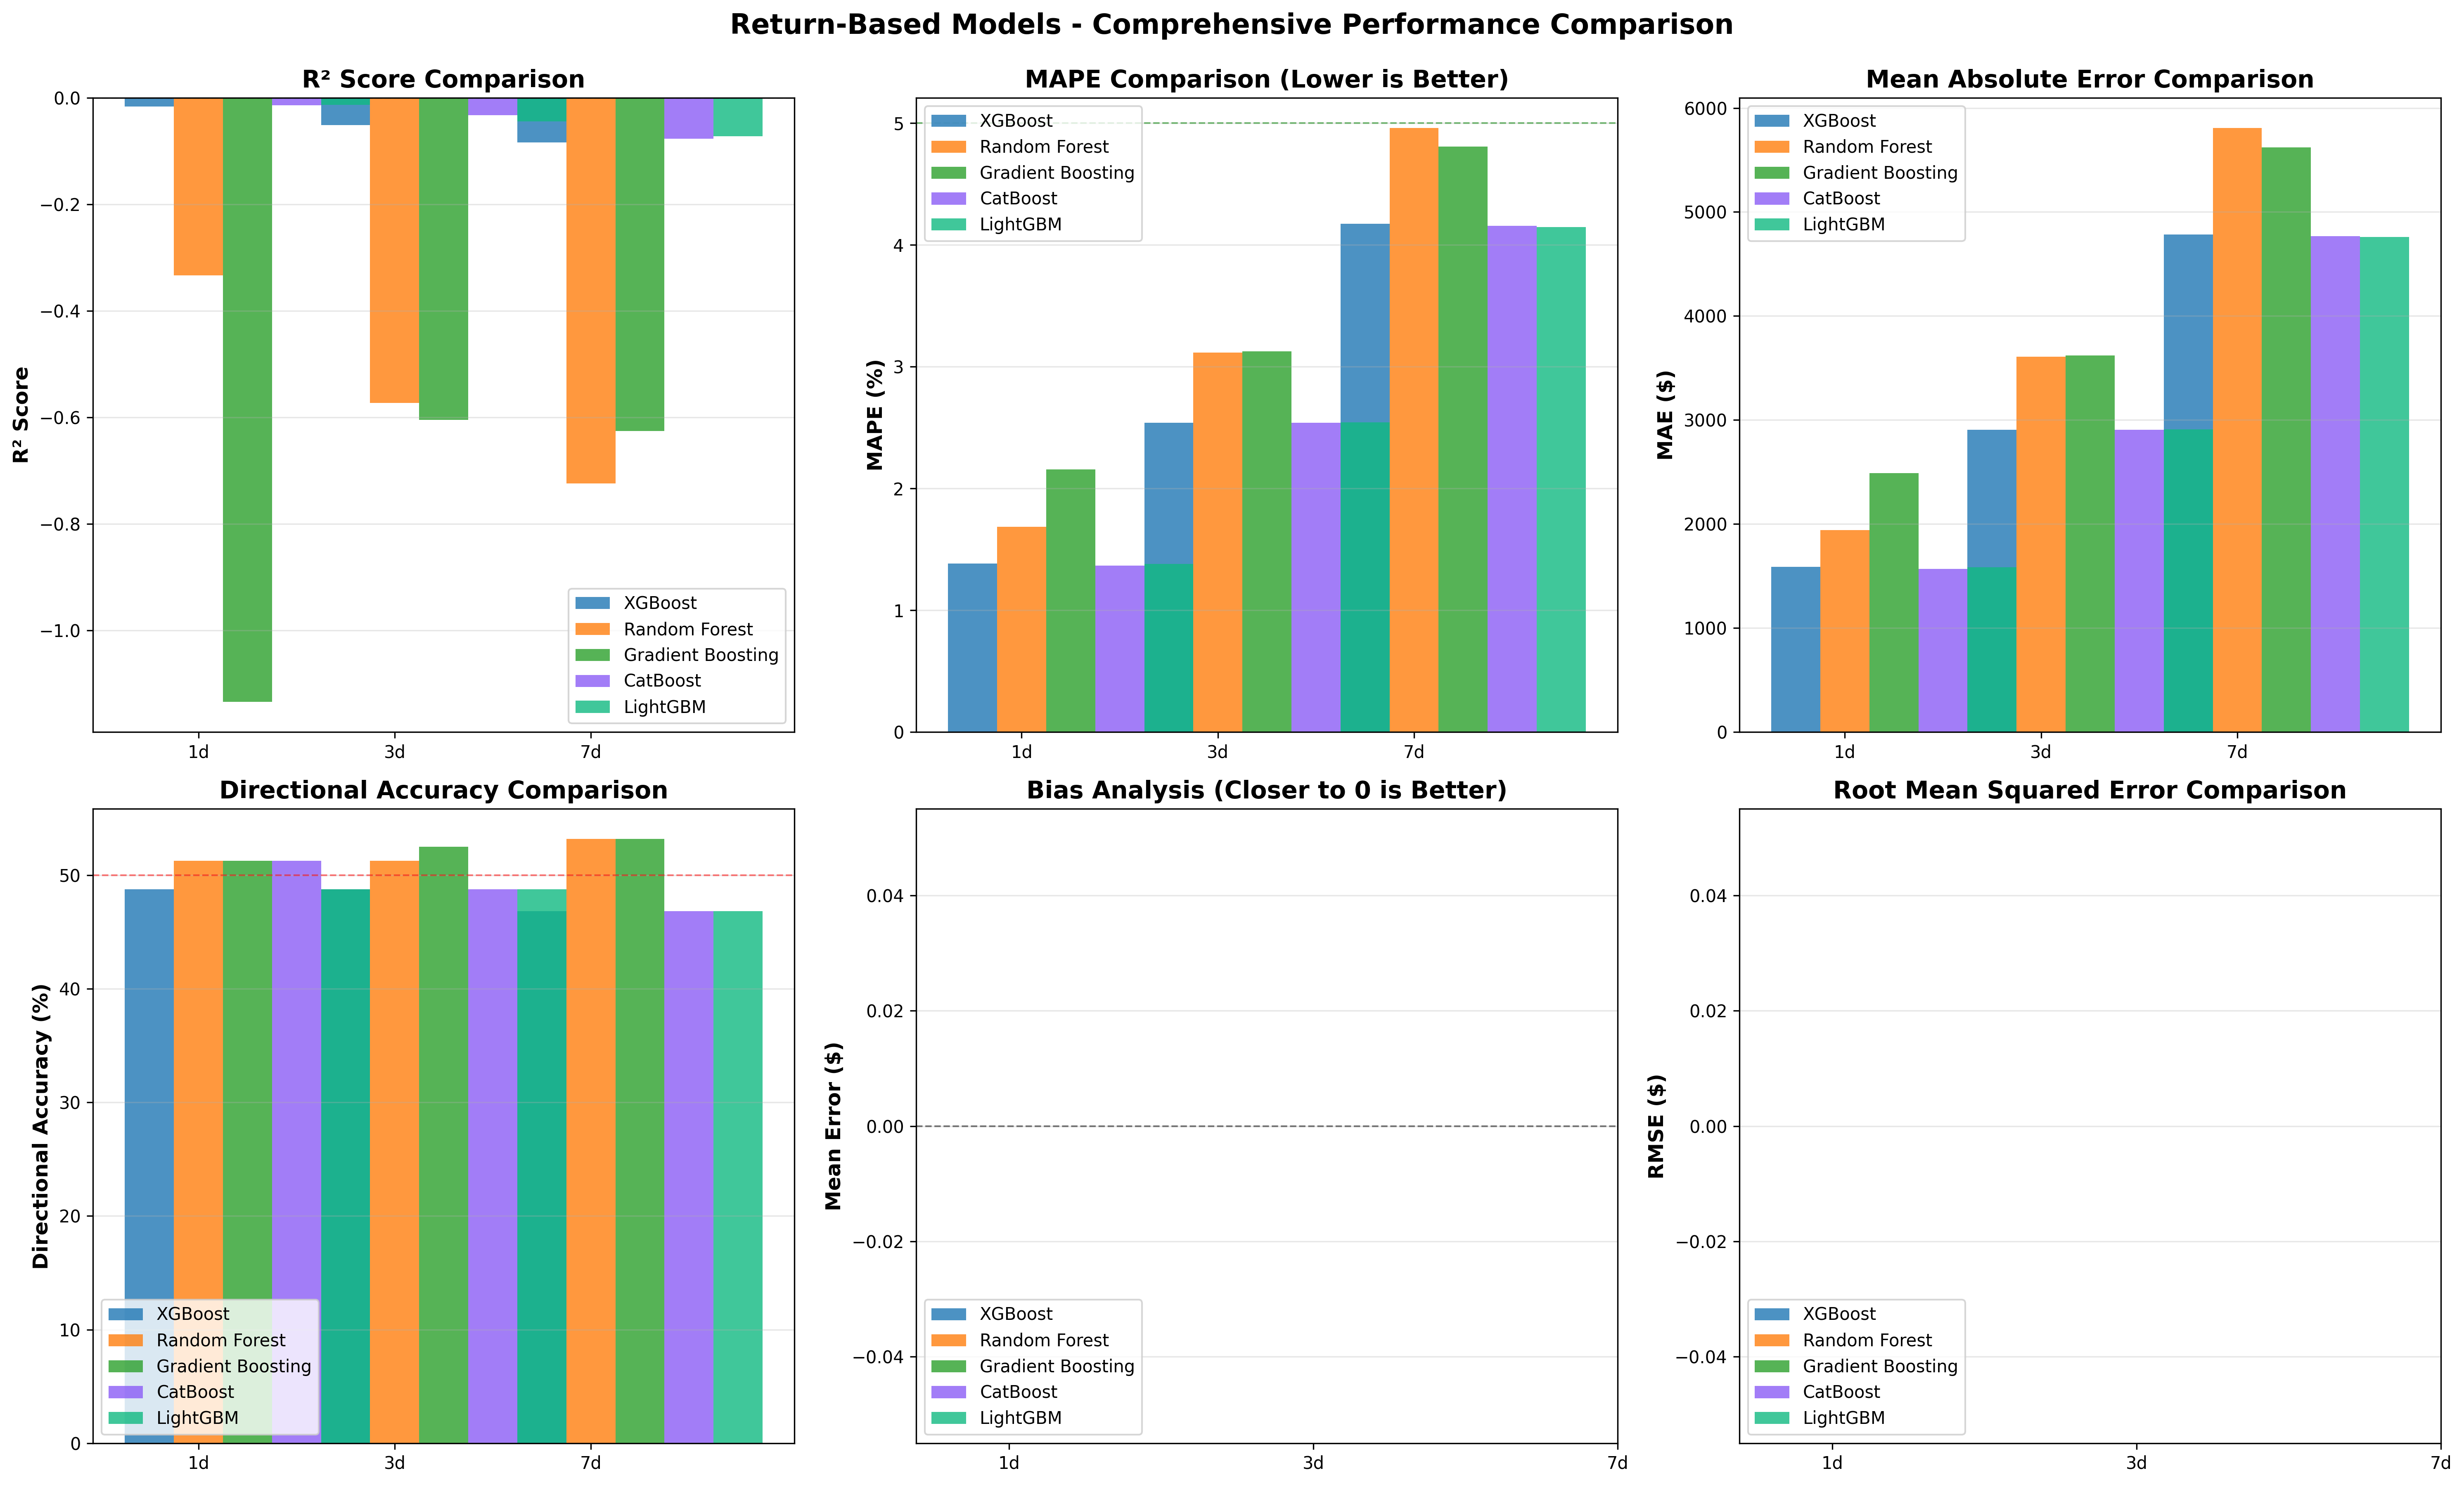 Return-Based Models - Comprehensive Performance Comparison
R² Score Comparison
R² Score
0.0
−0.2
−0.4
−0.6
−0.8
−1.0
XGBoost
Random Forest
Gradient Boosting
CatBoost
LightGBM
1d
3d
7d
MAPE Comparison (Lower is Better)
MAPE (%)
5
4
3
2
1
0
XGBoost
Random Forest
Gradient Boosting
CatBoost
LightGBM
1d
3d
7d
Mean Absolute Error Comparison
MAE ($)
6000
5000
4000
3000
2000
1000
0
XGBoost
Random Forest
Gradient Boosting
CatBoost
LightGBM
1d
3d
7d
Directional Accuracy Comparison
Directional Accuracy (%)
50
40
30
20
10
0
XGBoost
Random Forest
Gradient Boosting
CatBoost
LightGBM
1d
3d
7d
Bias Analysis (Closer to 0 is Better)
Mean Error ($)
0.04
0.02
0.00
−0.02
−0.04
XGBoost
Random Forest
Gradient Boosting
CatBoost
LightGBM
1d
3d
7d
Root Mean Squared Error Comparison
RMSE ($)
0.04
0.02
0.00
−0.02
−0.04
XGBoost
Random Forest
Gradient Boosting
CatBoost
LightGBM
1d
3d
7d